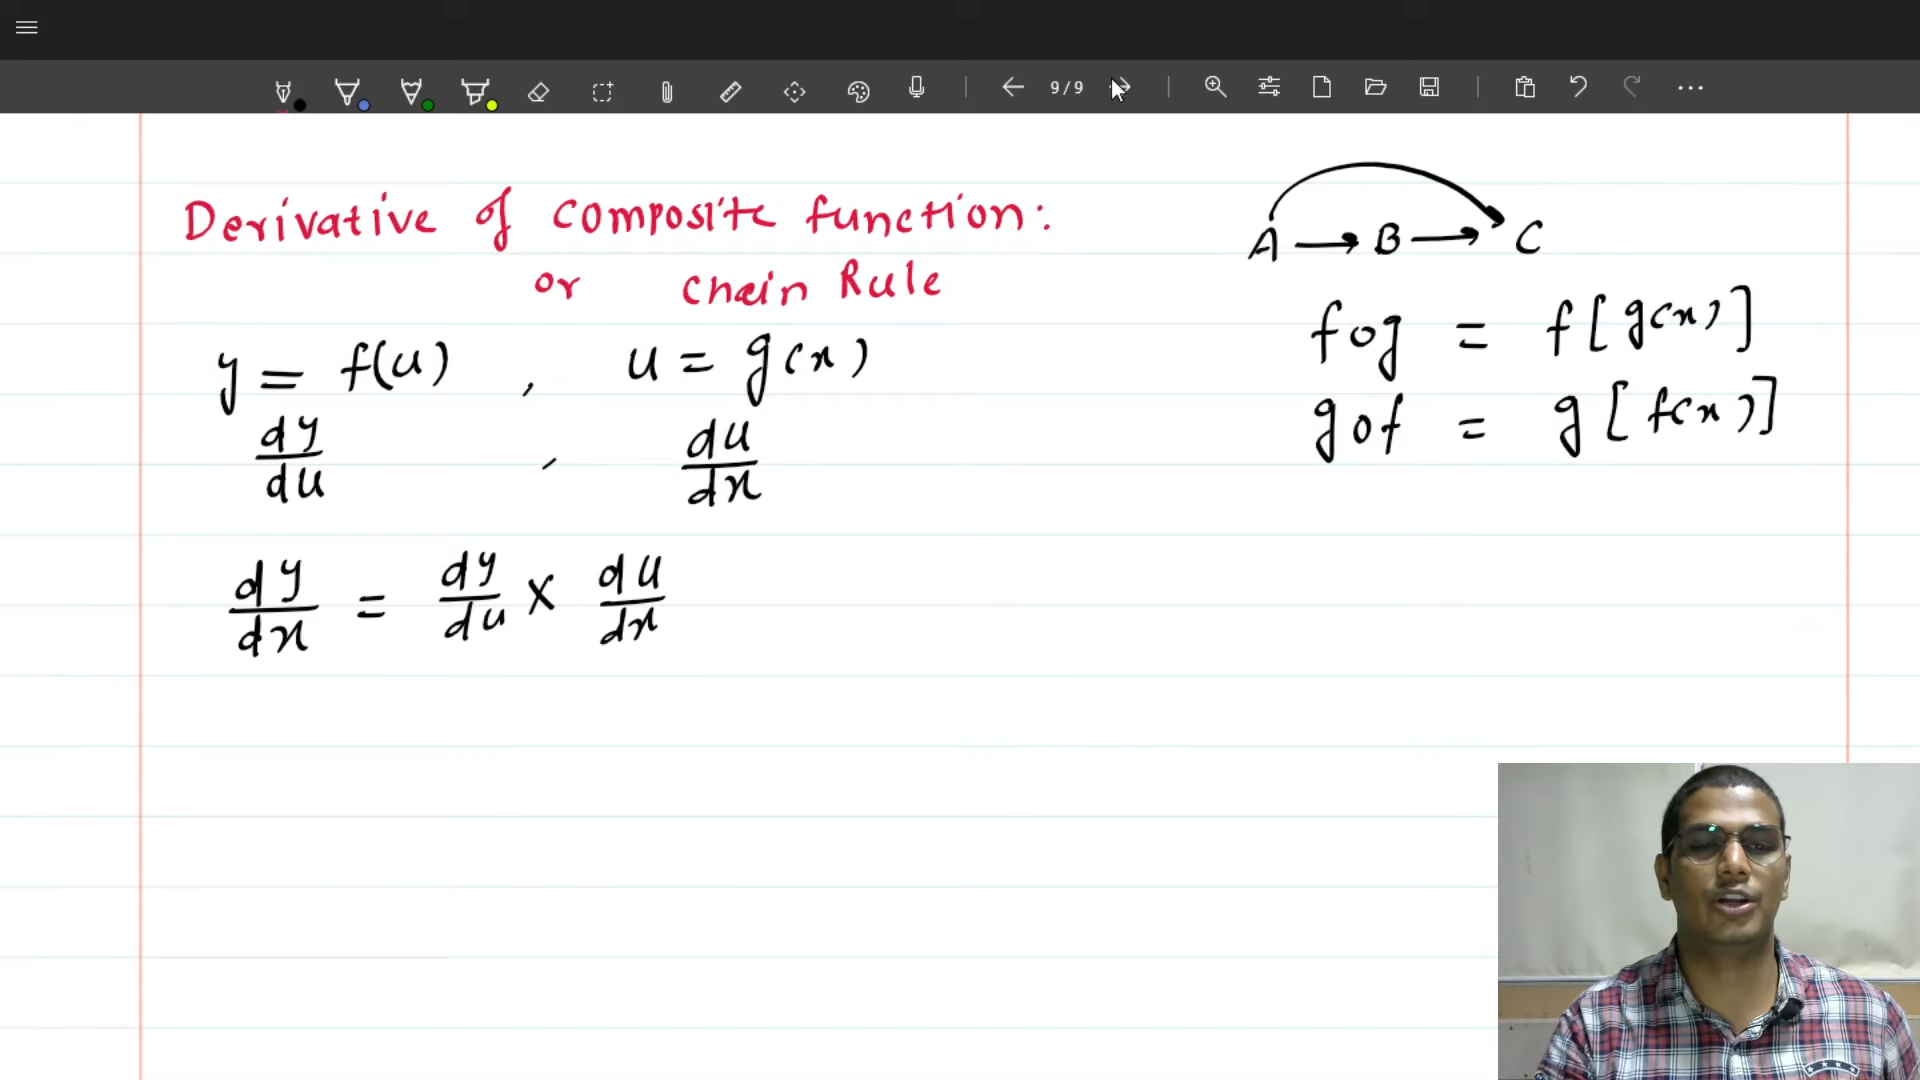 9/9
Derivative of composite function:
or chain Rule
y = f(u) , u = g(x)
dy/du , du/dx
dy/dx = dy/du × du/dx
A → B → C
fog = f[g(x)]
gof = g[f(x)]